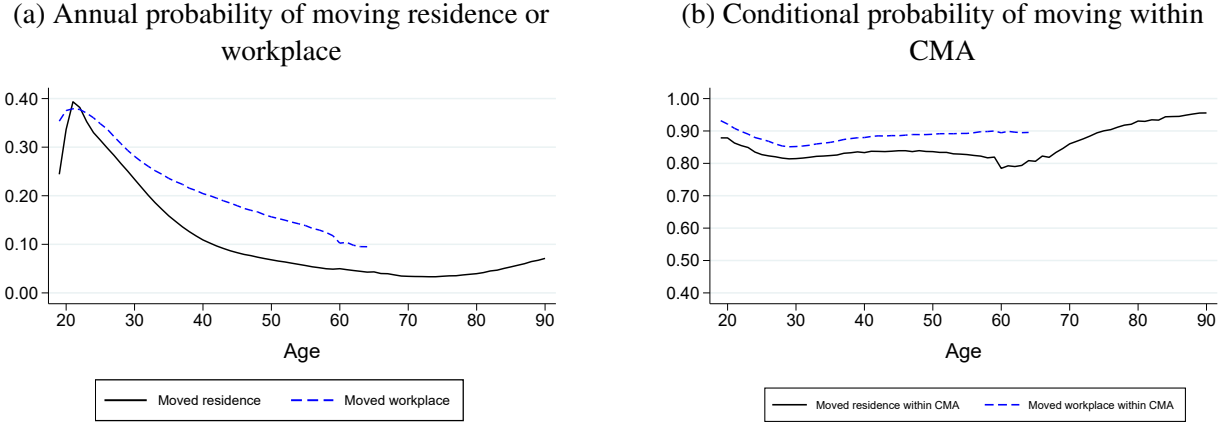 (a) Annual probability of moving residence or
workplace
0.40
0.30
0.20
0.10
0.00
20 30 40 50 60 70 80 90
Age
Moved residence Moved workplace
(b) Conditional probability of moving within
CMA
1.00
0.90
0.80
0.70
0.60
0.50
0.40
20 30 40 50 60 70 80 90
Age
Moved residence within CMA Moved workplace within CMA